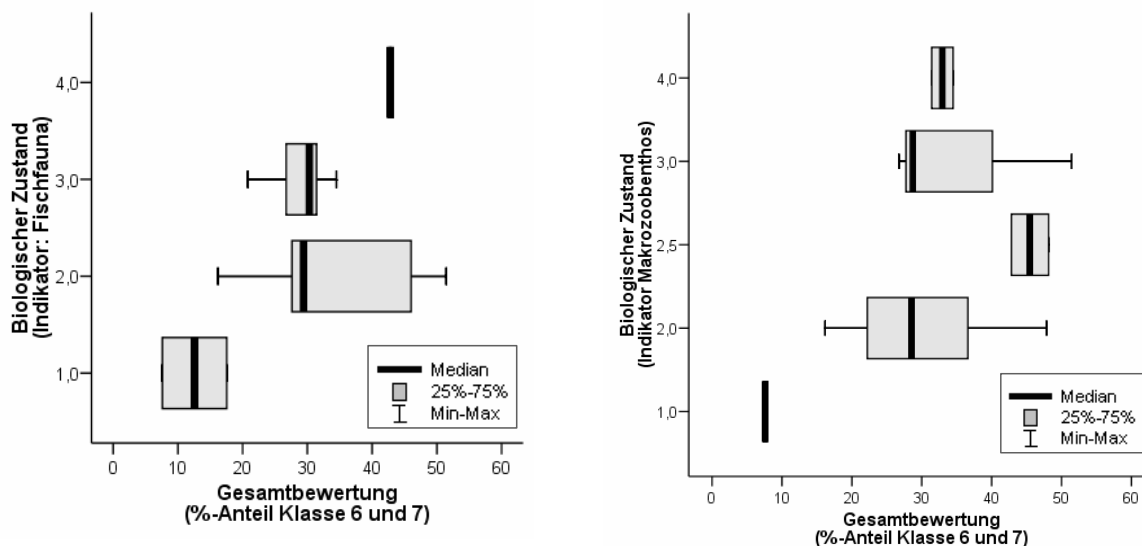 Biologischer Zustand
(Indikator: Fischfauna)
4,0
3,0
2,0
1,0
Median
25%-75%
Min-Max
0 10 20 30 40 50 60
Gesamtbewertung
(%-Anteil Klasse 6 und 7)
Biologischer Zustand
(Indikator Makrozoobenthos)
4,0
3,0
2,5
2,0
1,0
Median
25%-75%
Min-Max
0 10 20 30 40 50 60
Gesamtbewertung
(%-Anteil Klasse 6 und 7)